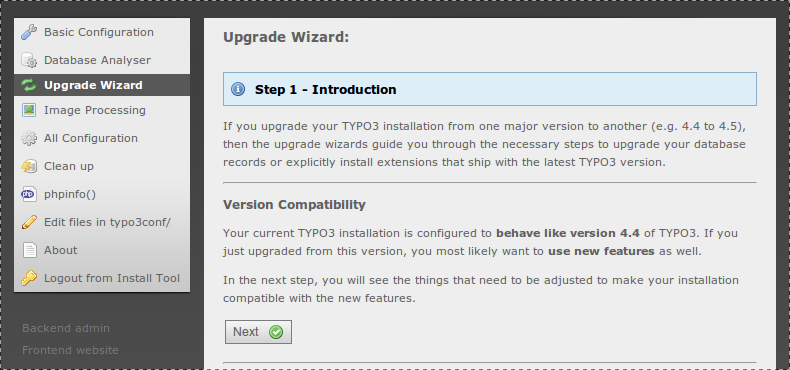 Basic Configuration
Database Analyser
Upgrade Wizard
Image Processing
All Configuration
Clean up
php
phpinfo()
Edit files in typo3conf/
About
Logout from Install Tool
Backend admin
Frontend website
Upgrade Wizard:
Step 1 - Introduction
If you upgrade your TYPO3 installation from one major version to another (e.g. 4.4 to 4.5),
then the upgrade wizards guide you through the necessary steps to upgrade your database
records or explicitly install extensions that ship with the latest TYPO3 version.
Version Compatibility
Your current TYPO3 installation is configured to behave like version 4.4 of TYPO3. If you
just upgraded from this version, you most likely want to use new features as well.
In the next step, you will see the things that need to be adjusted to make your installation
compatible with the new features.
Next